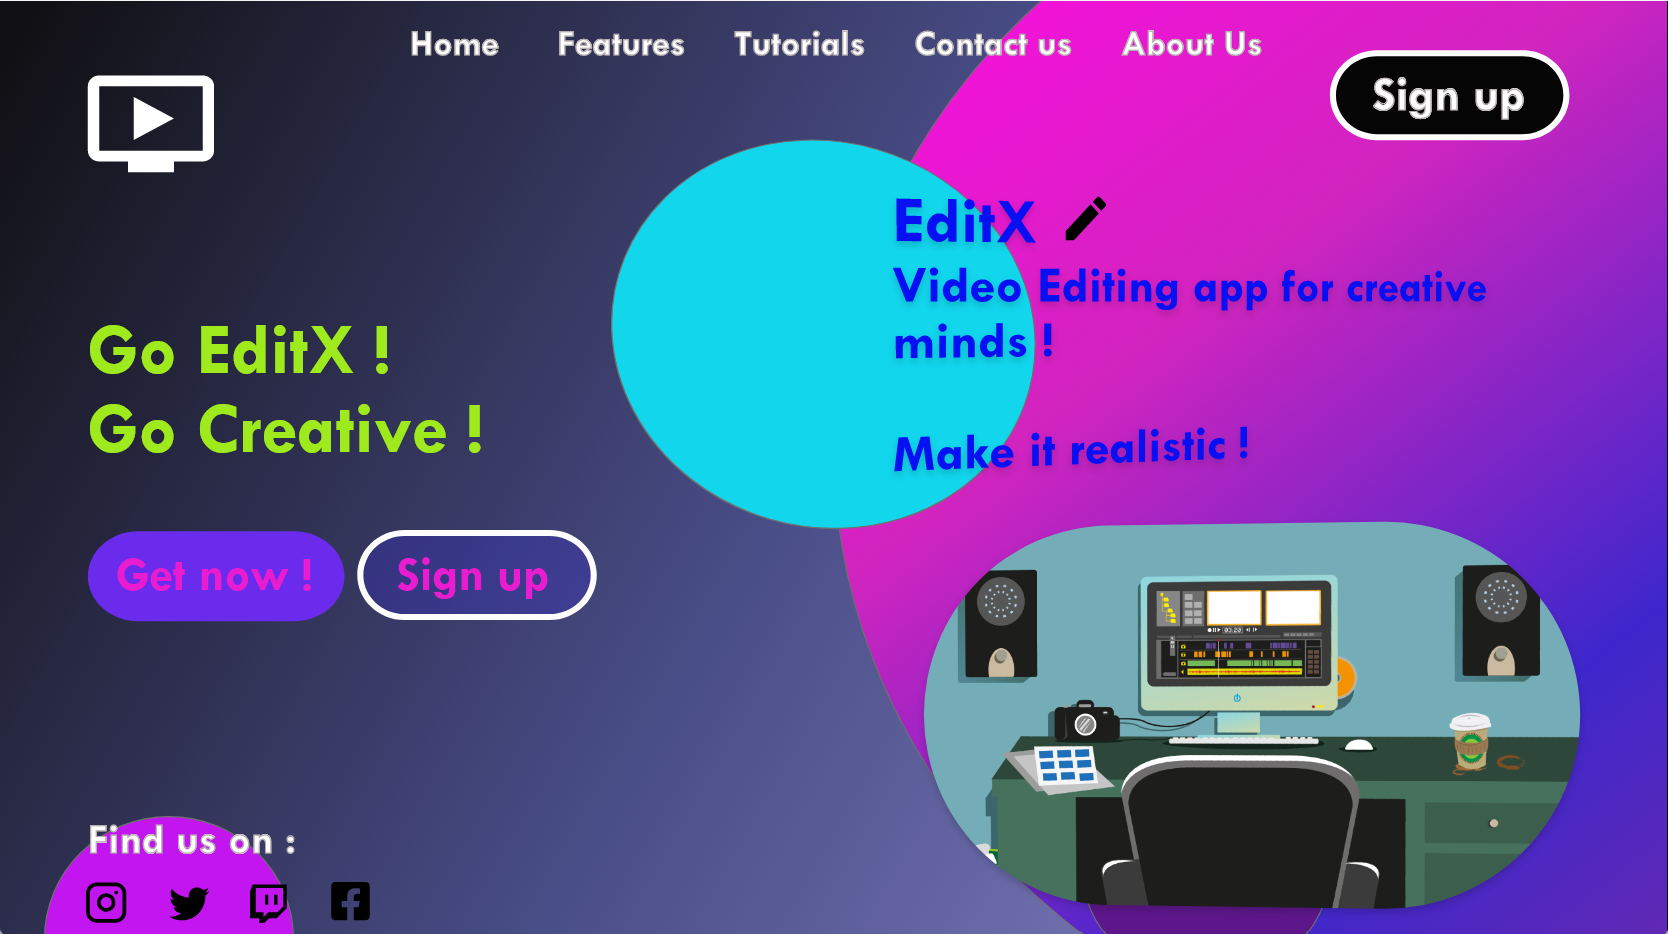 Home Features Tutorials Contact us About Us
Sign up
EditX
Video Editing app for creative
minds !
Make it realistic !
Go EditX !
Go Creative !
Get now ! Sign up
Find us on :